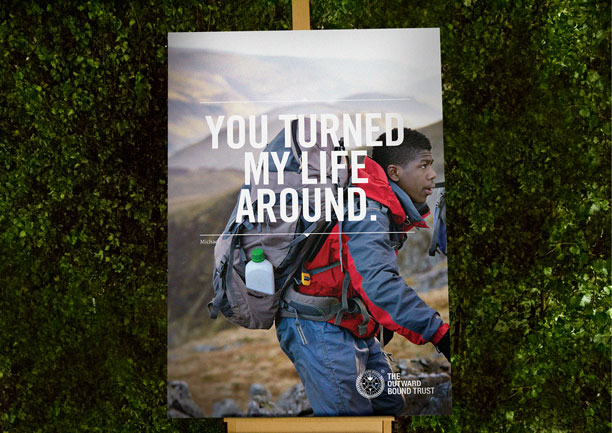 YOU TURNED
MY LIFE
AROUND.
THE
OUTWARD
BOUND TRUST